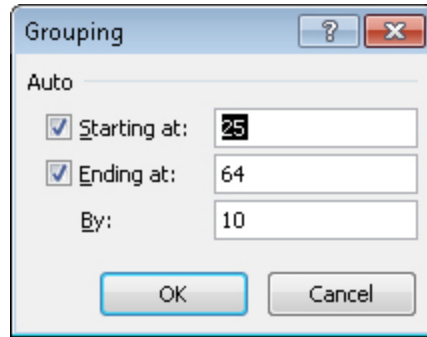 Grouping
Auto
Starting at: 25
Ending at: 64
By: 10
OK Cancel